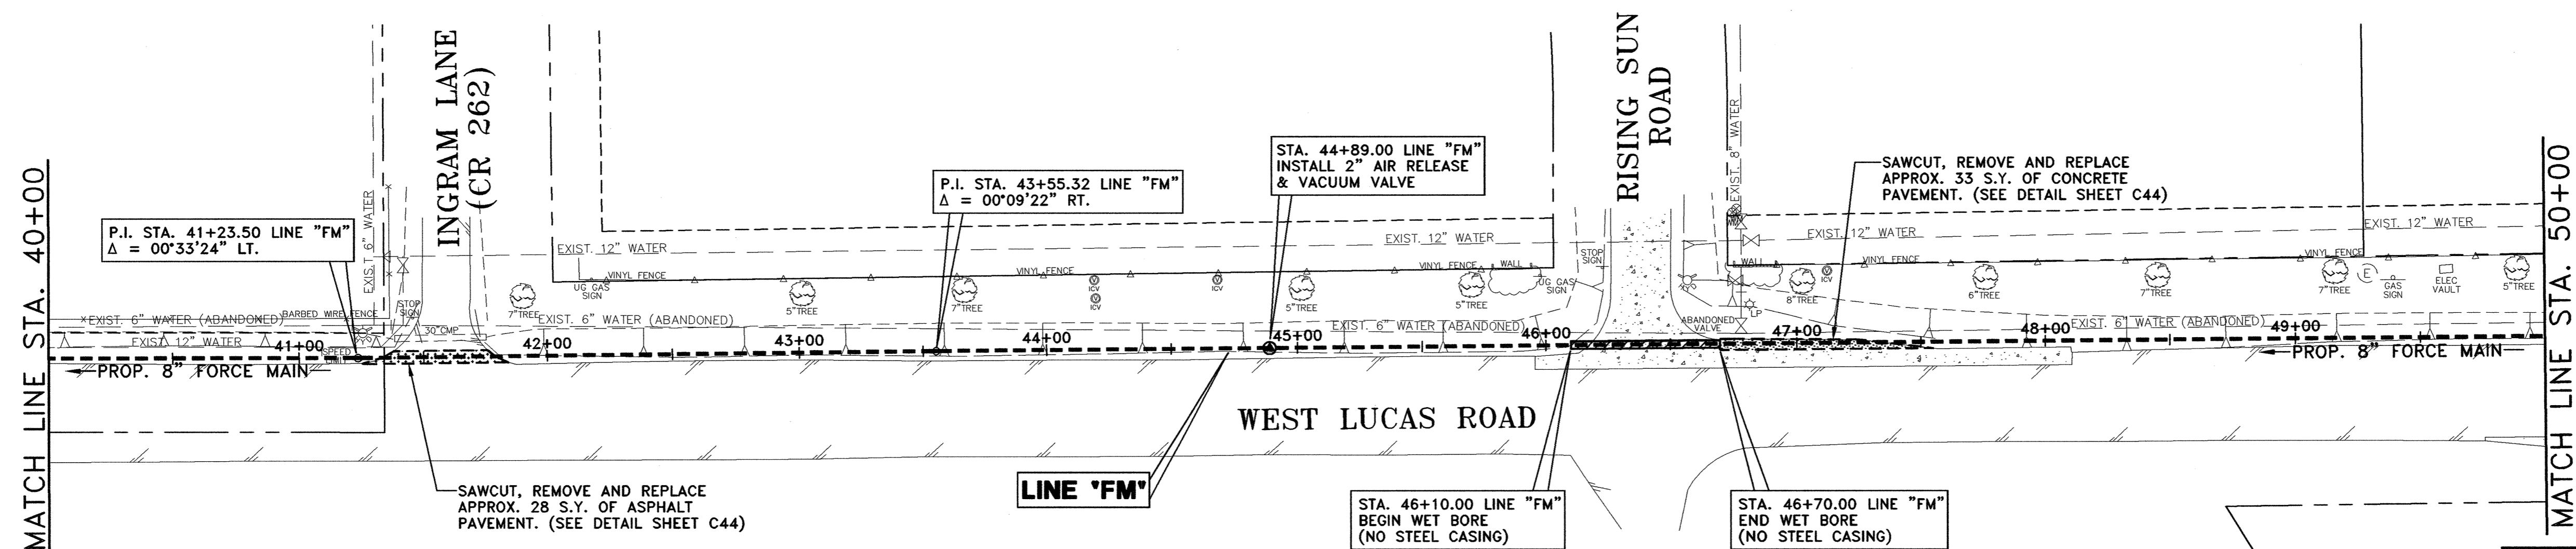 MATCH LINE STA. 40+00
P.I. STA. 41+23.50 LINE "FM"
Δ = 00°33'24" LT.
EXIST. 6" WATER
INGRAM LANE
(CR 262)
EXIST. 12" WATER
VINYL FENCE
UG GAS
SIGN
STOP
SIGN
30"CMP
BARBED WIRE FENCE
EXIST. 6" WATER (ABANDONED)
EXIST. 12" WATER
SPEED
LIMIT
41+00
PROP. 8" FORCE MAIN
SAWCUT, REMOVE AND REPLACE
APPROX. 28 S.Y. OF ASPHALT
PAVEMENT. (SEE DETAIL SHEET C44)
7"TREE
EXIST. 6" WATER (ABANDONED)
42+00
5"TREE
43+00
P.I. STA. 43+55.32 LINE "FM"
Δ = 00°09'22" RT.
7"TREE
VINYL FENCE
ICV
ICV
ICV
44+00
STA. 44+89.00 LINE "FM"
INSTALL 2" AIR RELEASE
& VACUUM VALVE
5"TREE
45+00
EXIST. 12" WATER
VINYL FENCE
WALL
5"TREE
UG GAS
SIGN
EXIST. 6" WATER (ABANDONED)
46+00
LINE "FM"
WEST LUCAS ROAD
STOP
SIGN
RISING SUN
ROAD
EXIST. 8" WATER
STA. 46+10.00 LINE "FM"
BEGIN WET BORE
(NO STEEL CASING)
STA. 46+70.00 LINE "FM"
END WET BORE
(NO STEEL CASING)
SAWCUT, REMOVE AND REPLACE
APPROX. 33 S.Y. OF CONCRETE
PAVEMENT. (SEE DETAIL SHEET C44)
EXIST. 12" WATER
WALL
8"TREE
ICV
ABANDONED
VALVE
LP
47+00
VINYL FENCE
6"TREE
48+00
EXIST. 6" WATER (ABANDONED)
7"TREE
VINYL FENCE
49+00
7"TREE
E
GAS
SIGN
ELEC
VAULT
5"TREE
EXIST. 12" WATER
PROP. 8" FORCE MAIN
MATCH LINE STA. 50+00